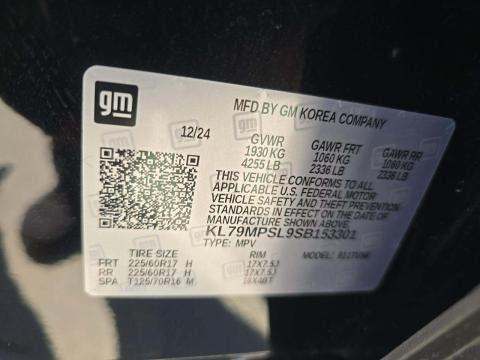 gm
MFD BY GM KOREA COMPANY
12/24
GVWR GAWR FRT GAWR RR
1930 KG 1060 KG 1060 KG
4255 LB 2336 LB 2336 LB
THIS VEHICLE CONFORMS TO ALL
APPLICABLE U.S. FEDERAL MOTOR
VEHICLE SAFETY AND THEFT
PREVENTION STANDARDS
IN EFFECT ON THE DATE OF
MANUFACTURE SHOWN ABOVE
KL79MPSL9SB153301
TYPE: MPV
TIRE SIZE RIM
FRT 225/60R17 H 17X7.5J
RR 225/60R17 H 17X7.5J
SPA T125/70R16 M 16X4BT